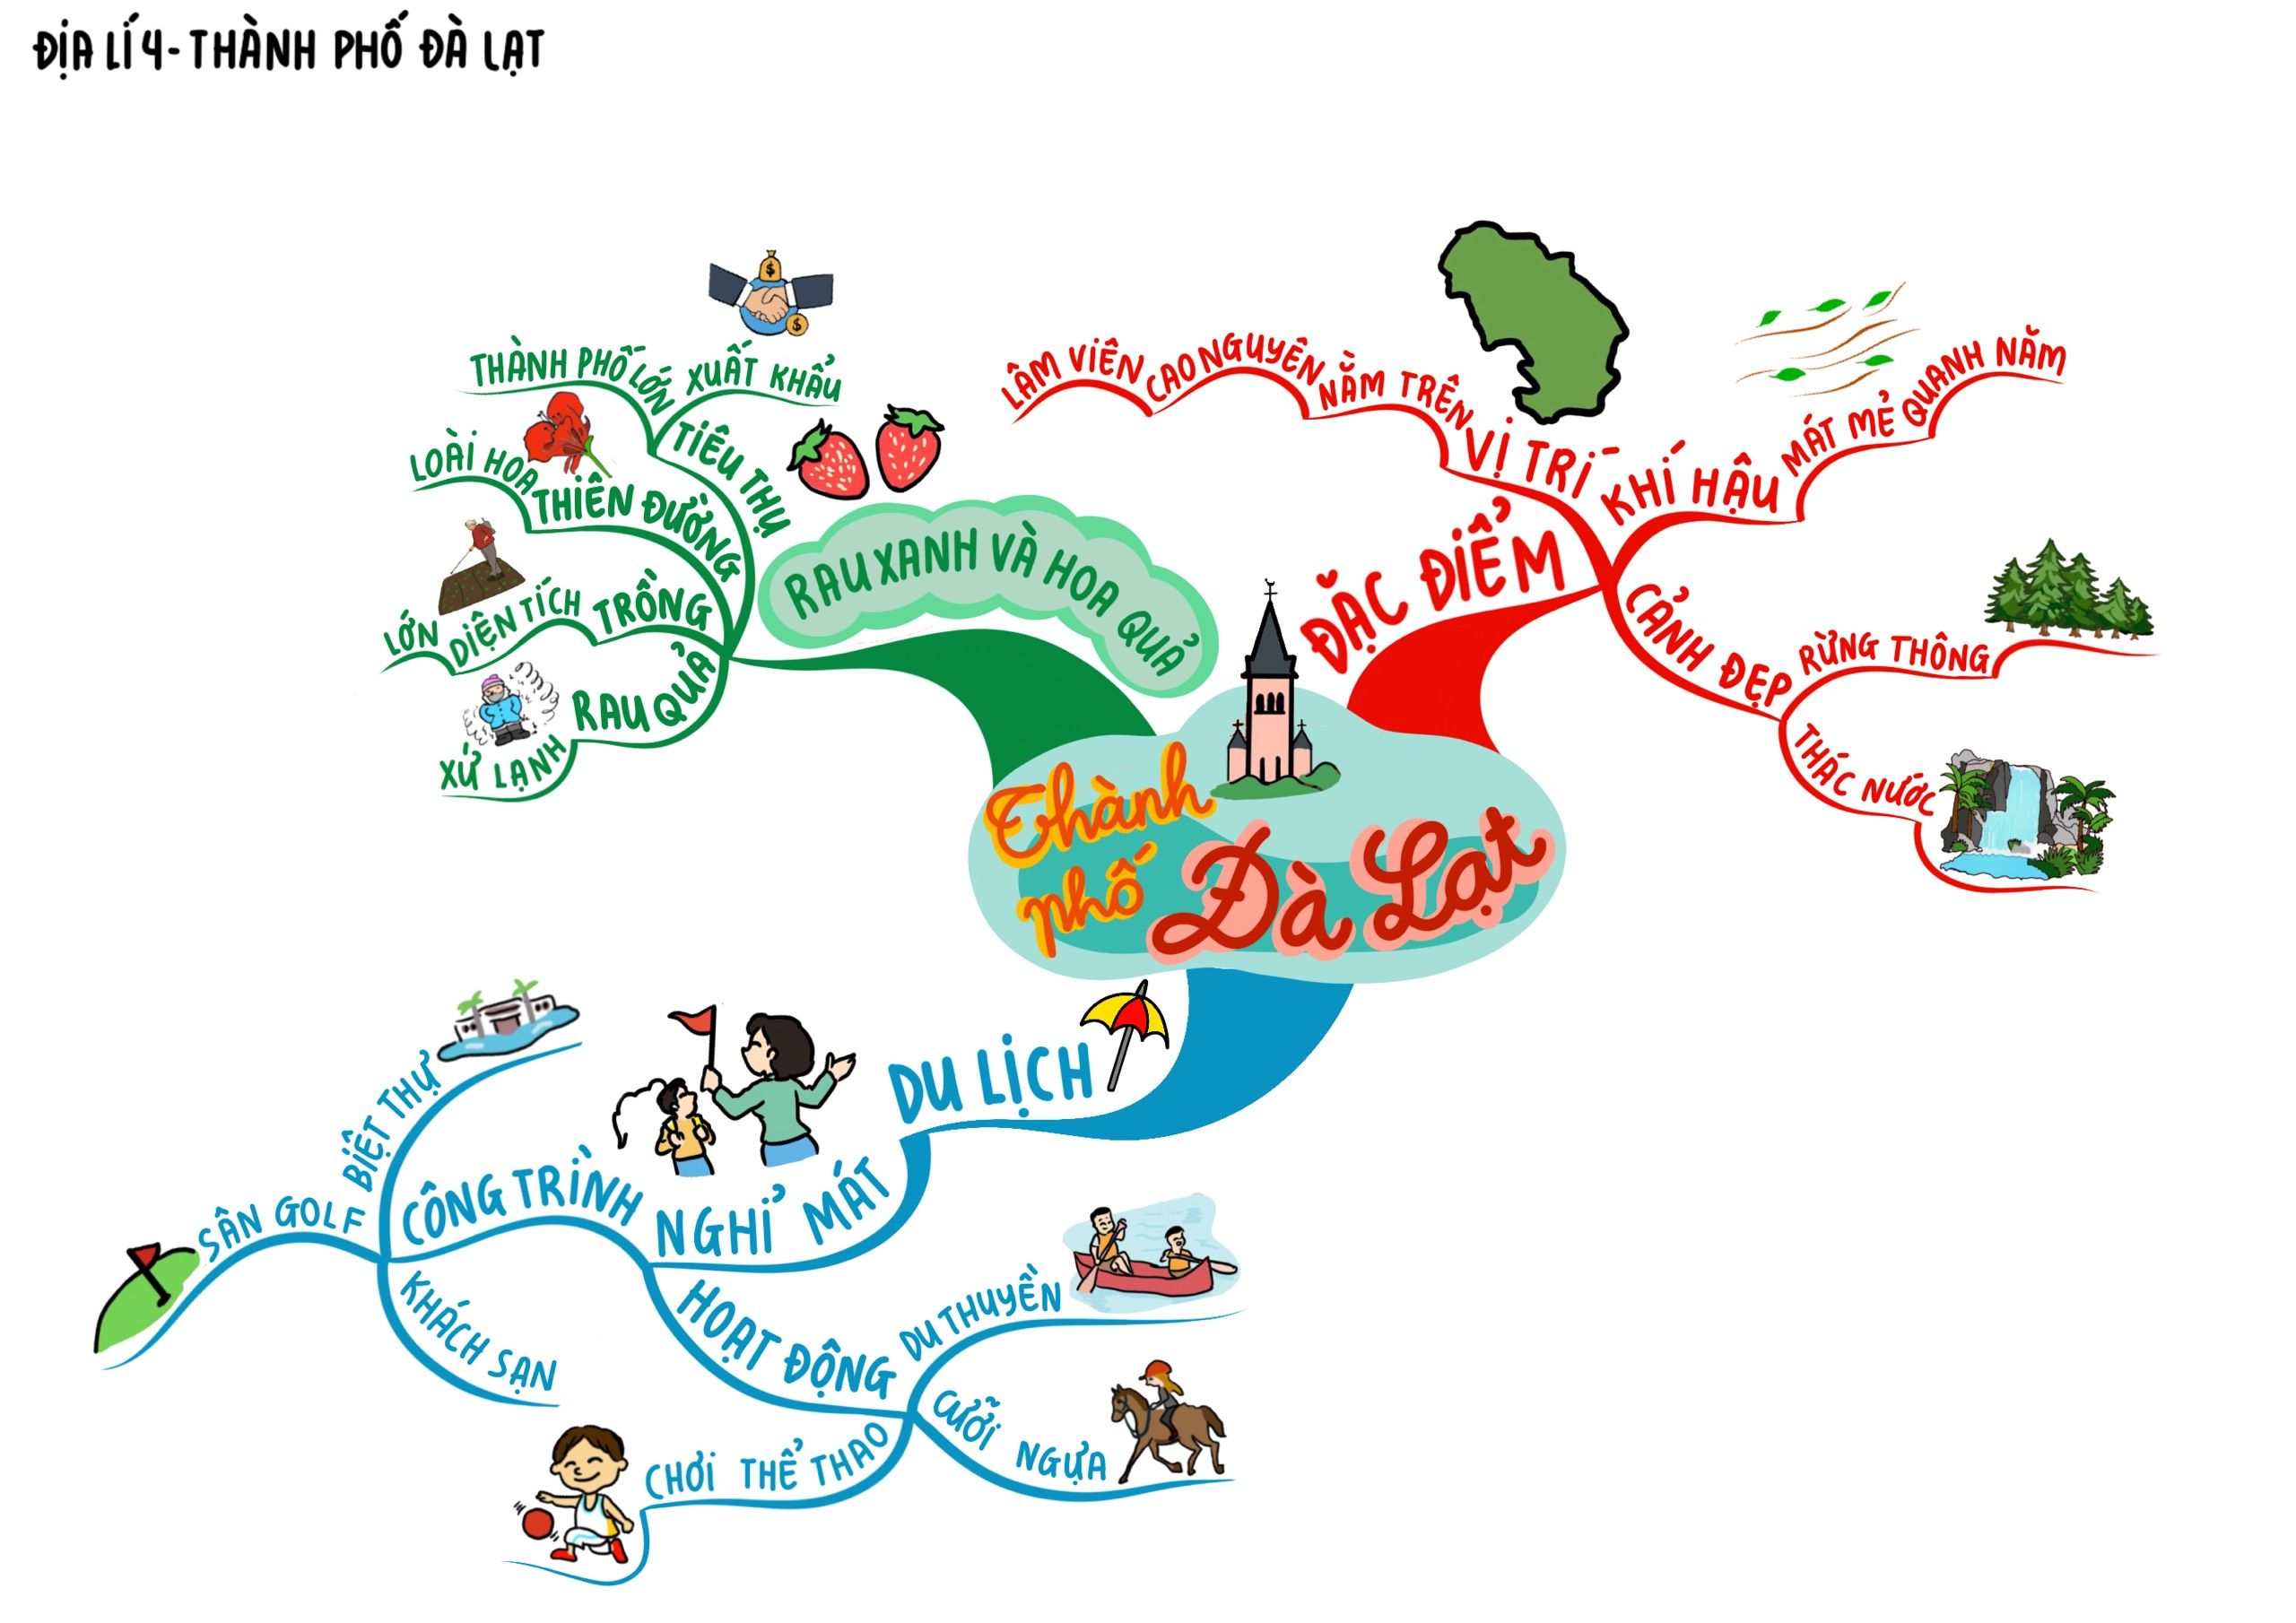 ĐỊA LÍ 4 - THÀNH PHỐ ĐÀ LẠT
Thành
phố
Đà Lạt
ĐẶC ĐIỂM
VỊ TRÍ
NẰM TRÊN
CAO NGUYÊN
LÂM VIÊN
KHÍ HẬU
MÁT MẺ
QUANH NĂM
CẢNH ĐẸP
RỪNG THÔNG
THÁC NƯỚC
RAU XANH VÀ HOA QUẢ
TIÊU THỤ
XUẤT KHẨU
THÀNH PHỐ LỚN
THIÊN ĐƯỜNG
LOÀI HOA
TRỒNG
DIỆN TÍCH
LỚN
RAU QUẢ
XỨ LẠNH
DU LỊCH
NGHỈ MÁT
CÔNG TRÌNH
BIỆT THỰ
SÂN GOLF
KHÁCH SẠN
HOẠT ĐỘNG
DU THUYỀN
CƯỠI NGỰA
CHƠI THỂ THAO